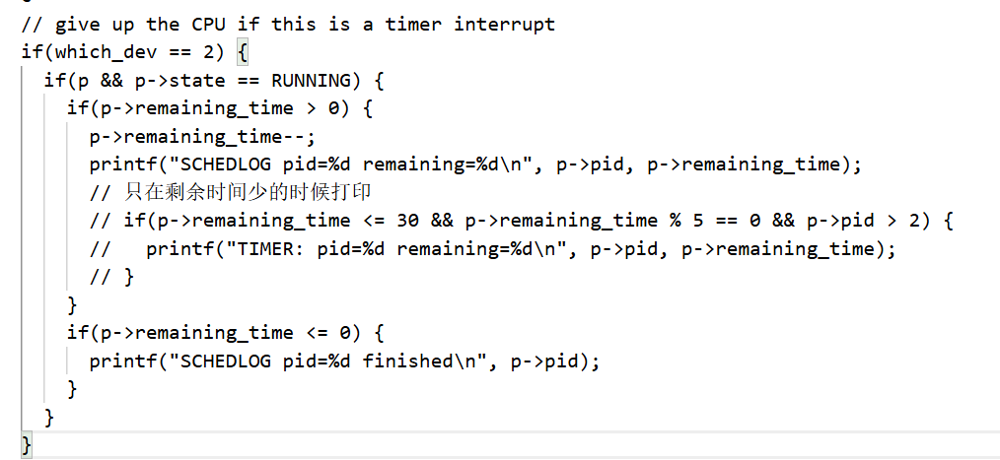 // give up the CPU if this is a timer interrupt
if(which_dev == 2) {
  if(p && p->state == RUNNING) {
    if(p->remaining_time > 0) {
      p->remaining_time--;
      printf("SCHEDLOG pid=%d remaining=%d\n", p->pid, p->remaining_time);
      // 只在剩余时间少的时候打印
      // if(p->remaining_time <= 30 && p->remaining_time % 5 == 0 && p->pid > 2) {
      //   printf("TIMER: pid=%d remaining=%d\n", p->pid, p->remaining_time);
      // }
    }
    if(p->remaining_time <= 0) {
      printf("SCHEDLOG pid=%d finished\n", p->pid);
    }
  }
}